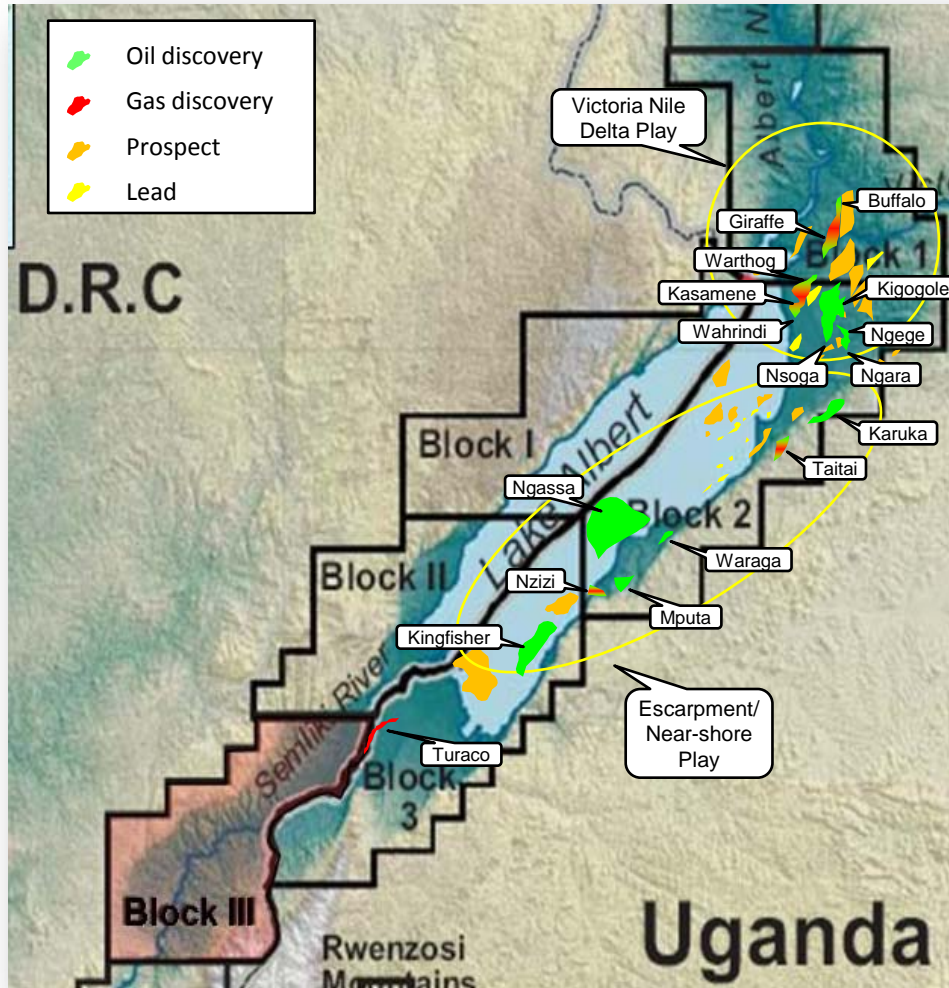 Oil discovery
Gas discovery
Prospect
Lead
Victoria Nile
Delta Play
N
Albert
Buffalo
Giraffe
Block 1
Warthog
Kasamene
Kigogole
Wahrindi
Ngege
Nsoga
Ngara
D.R.C
Karuka
Taitai
Block I
Lake Albert
Ngassa
Block 2
Waraga
Block II
Nzizi
Mputa
Kingfisher
Semliki River
Escarpment/
Near-shore
Play
Turaco
Block
3
Block III
Uganda
Rwenzosi
Mountains